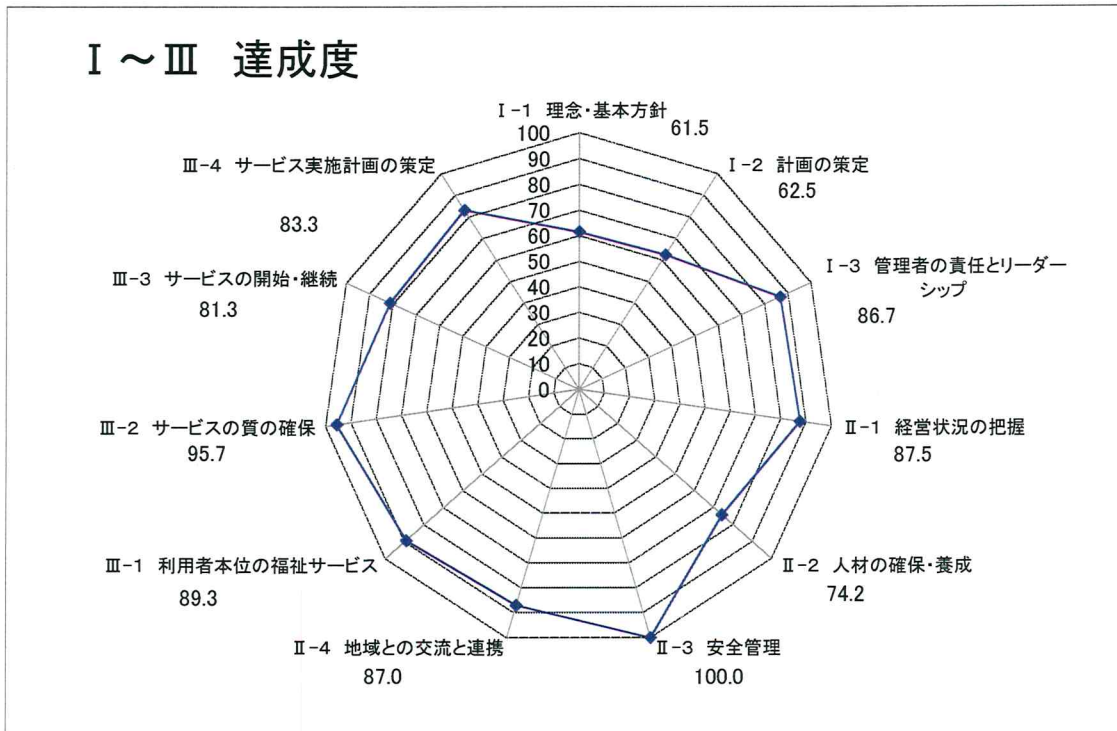 Ⅰ～Ⅲ 達成度
Ⅰ-1 理念・基本方針
61.5
Ⅰ-2 計画の策定
62.5
Ⅰ-3 管理者の責任とリーダー
シップ
86.7
Ⅱ-1 経営状況の把握
87.5
Ⅱ-2 人材の確保・養成
74.2
Ⅱ-3 安全管理
100.0
Ⅱ-4 地域との交流と連携
87.0
Ⅲ-1 利用者本位の福祉サービス
89.3
Ⅲ-2 サービスの質の確保
95.7
Ⅲ-3 サービスの開始・継続
81.3
Ⅲ-4 サービス実施計画の策定
83.3
100
90
80
70
60
50
40
30
20
10
0